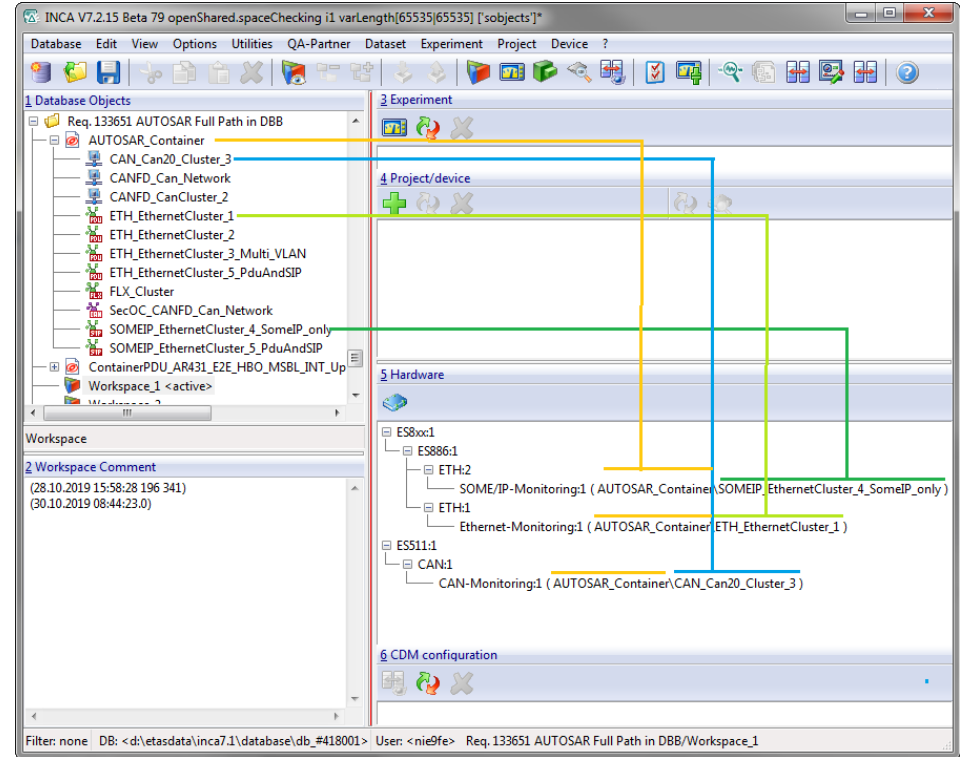 INCA V7.2.15 Beta 79 openShared.spaceChecking i1 varLength[65535|65535] ['sobjects']*
Database Edit View Options Utilities QA-Partner Dataset Experiment Project Device ?
1 Database Objects
Req. 133651 AUTOSAR Full Path in DBB
AUTOSAR_Container
CAN_Can20_Cluster_3
CANFD_Can_Network
CANFD_CanCluster_2
ETH_EthernetCluster_1
ETH_EthernetCluster_2
ETH_EthernetCluster_3_Multi_VLAN
ETH_EthernetCluster_5_PduAndSIP
FLX_Cluster
SecOC_CANFD_Can_Network
SOMEIP_EthernetCluster_4_SomeIP_only
SOMEIP_EthernetCluster_5_PduAndSIP
ContainerPDU_AR431_E2E_HBO_MSBL_INT_Up
Workspace_1 <active>
Workspace_2
Workspace
2 Workspace Comment
(28.10.2019 15:58:28 196 341)
(30.10.2019 08:44:23.0)
3 Experiment
4 Project/device
5 Hardware
ES8xx:1
ES886:1
ETH:2
SOME/IP-Monitoring:1 ( AUTOSAR_Container\SOMEIP_EthernetCluster_4_SomeIP_only )
ETH:1
Ethernet-Monitoring:1 ( AUTOSAR_Container\ETH_EthernetCluster_1 )
ES511:1
CAN:1
CAN-Monitoring:1 ( AUTOSAR_Container\CAN_Can20_Cluster_3 )
6 CDM configuration
Filter: none DB: <d:\etasdata\inca7.1\database\db_#418001> User: <nie9fe> Req. 133651 AUTOSAR Full Path in DBB/Workspace_1